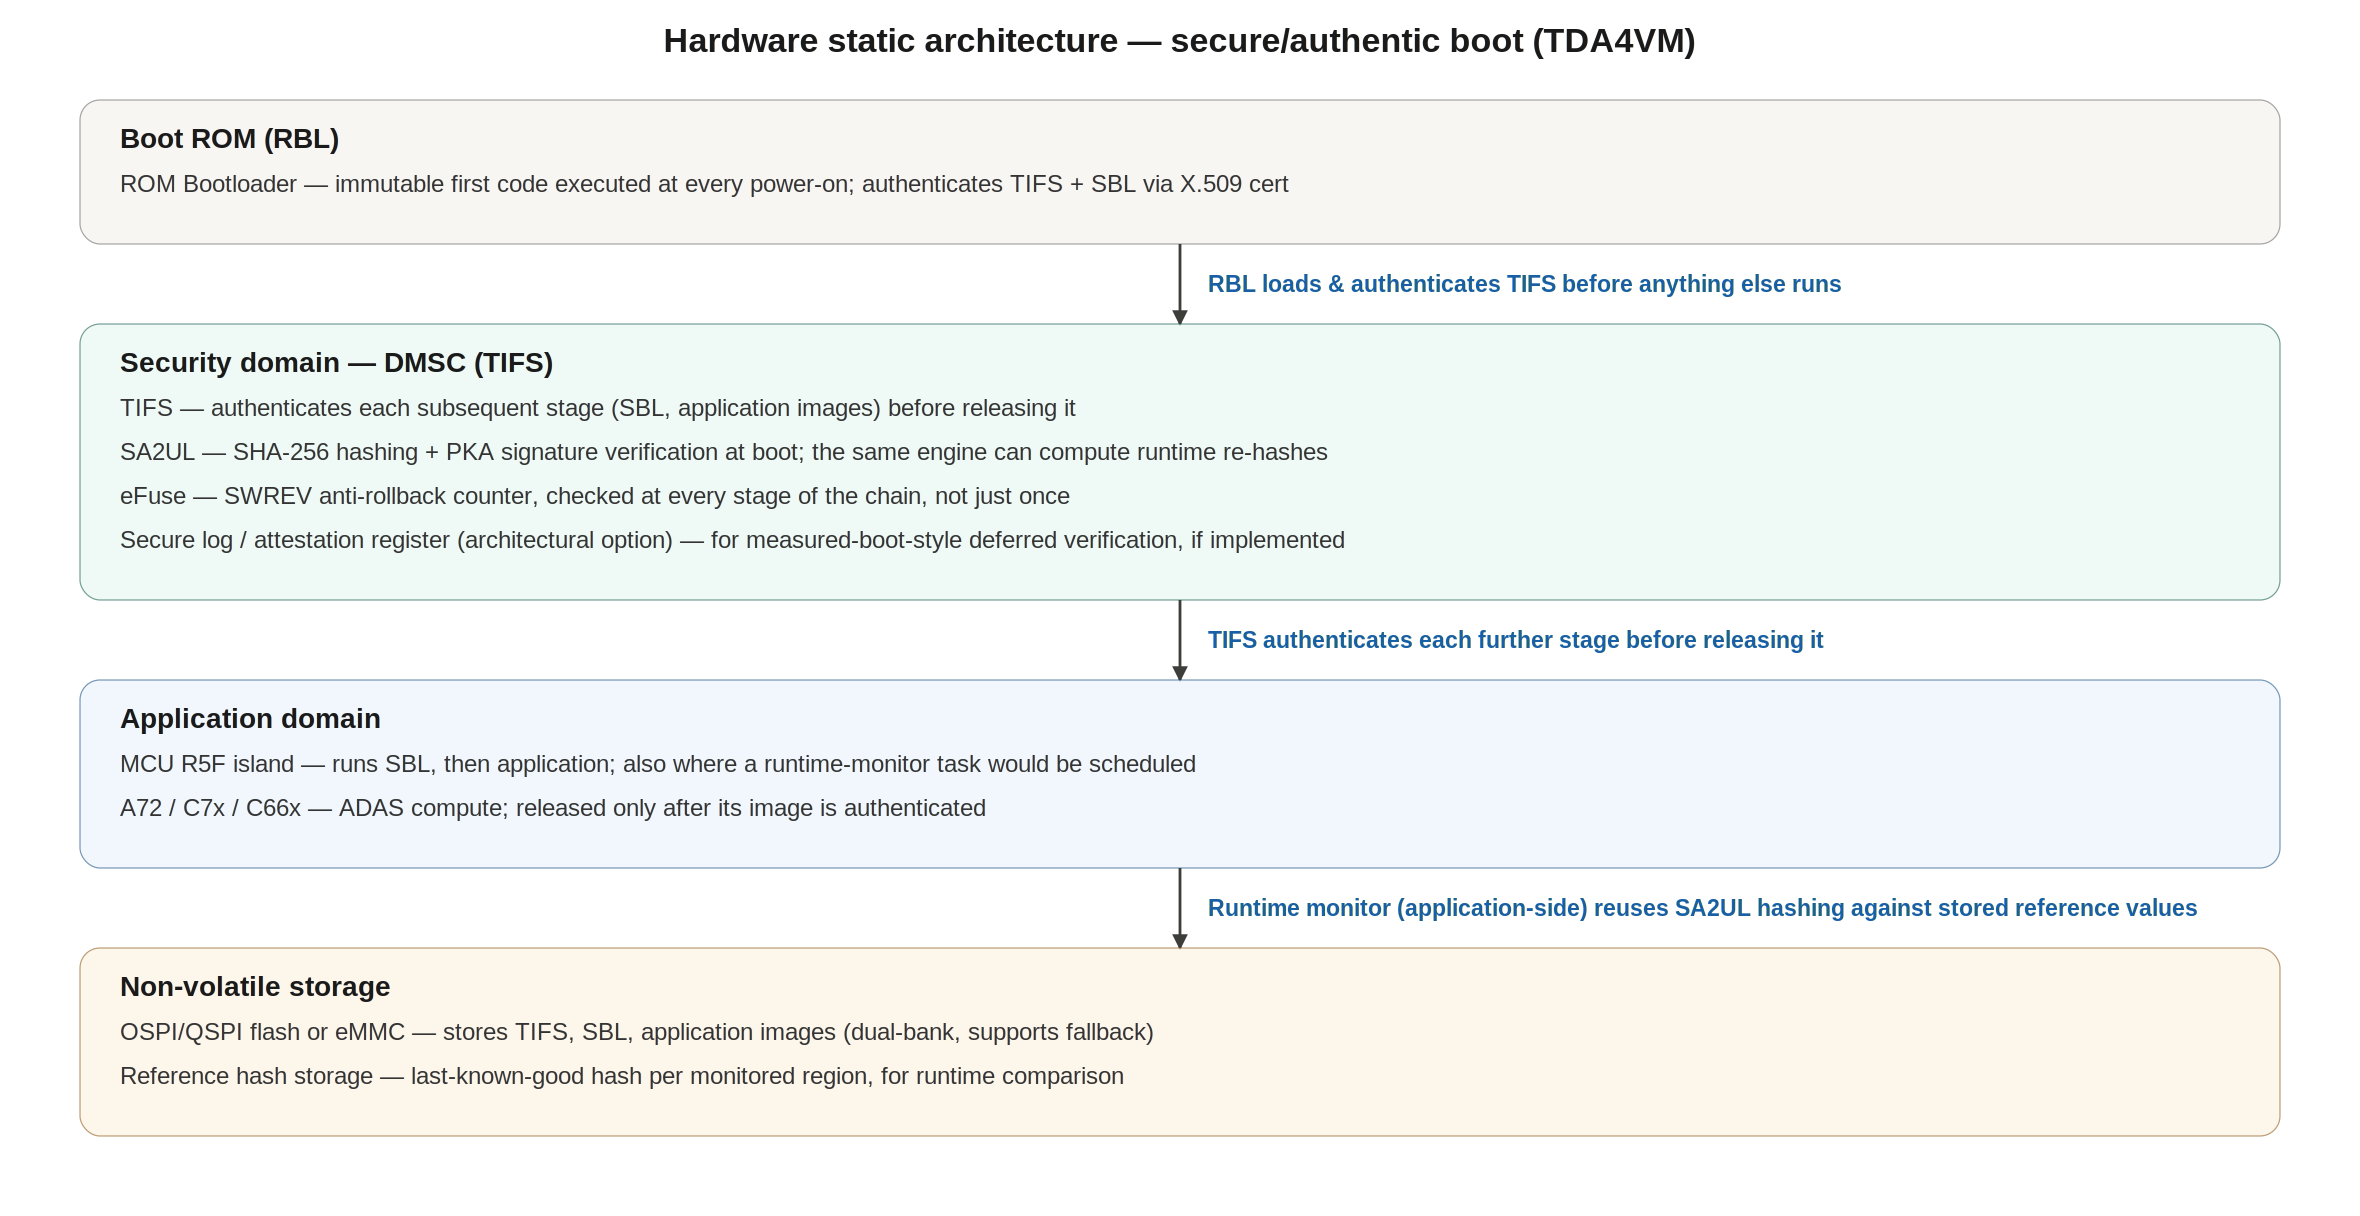 Hardware static architecture — secure/authentic boot (TDA4VM)
Boot ROM (RBL)
ROM Bootloader — immutable first code executed at every power-on; authenticates TIFS + SBL via X.509 cert
RBL loads & authenticates TIFS before anything else runs
Security domain — DMSC (TIFS)
TIFS — authenticates each subsequent stage (SBL, application images) before releasing it
SA2UL — SHA-256 hashing + PKA signature verification at boot; the same engine can compute runtime re-hashes
eFuse — SWREV anti-rollback counter, checked at every stage of the chain, not just once
Secure log / attestation register (architectural option) — for measured-boot-style deferred verification, if implemented
TIFS authenticates each further stage before releasing it
Application domain
MCU R5F island — runs SBL, then application; also where a runtime-monitor task would be scheduled
A72 / C7x / C66x — ADAS compute; released only after its image is authenticated
Runtime monitor (application-side) reuses SA2UL hashing against stored reference values
Non-volatile storage
OSPI/QSPI flash or eMMC — stores TIFS, SBL, application images (dual-bank, supports fallback)
Reference hash storage — last-known-good hash per monitored region, for runtime comparison